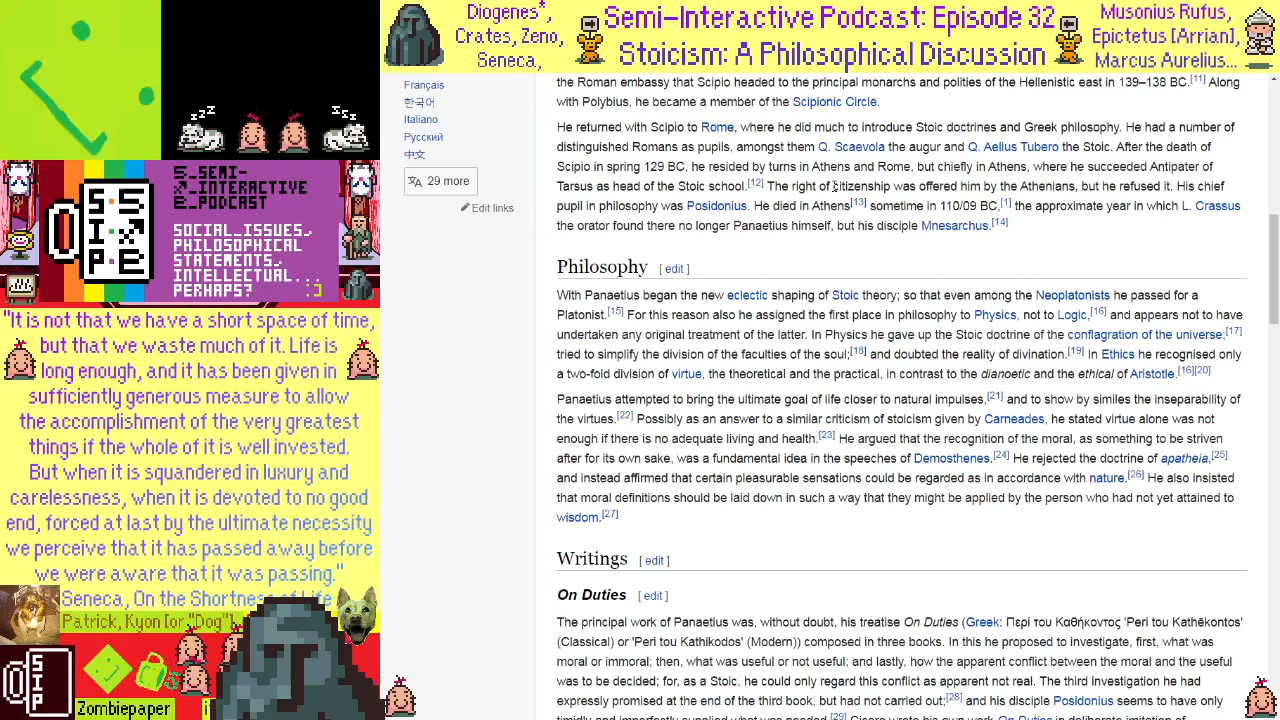 Diogenes*,
Crates, Zeno,
Seneca,
Semi-Interactive Podcast: Episode 32
Stoicism: A Philosophical Discussion
Musonius Rufus,
Epictetus [Arrian],
Marcus Aurelius...
zzZ
zzZ
S_SEMI-
_INTERACTIVE
_PODCAST
SOCIAL_ISSUES,
PHILOSOPHICAL
STATEMENTS,
INTELLECTUAL...
PERHAPS? :)
"It is not that we have a short space of time,
but that we waste much of it. Life is
long enough, and it has been given in
sufficiently generous measure to allow
the accomplishment of the very greatest
things if the whole of it is well invested.
But when it is squandered in luxury and
carelessness, when it is devoted to no good
end, forced at last by the ultimate necessity
we perceive that it has passed away before
we were aware that it was passing."
Seneca, On the Shortness of Life
Patrick, Kyon [or "Dog"],
SIP
Zombiepaper
Français
한국어
Italiano
Русский
中文
29 more
Edit links
the Roman embassy that Scipio headed to the principal monarchs and polities of the Hellenistic east in 139–138 BC.[11] Along
with Polybius, he became a member of the Scipionic Circle.
He returned with Scipio to Rome, where he did much to introduce Stoic doctrines and Greek philosophy. He had a number of
distinguished Romans as pupils, amongst them Q. Scaevola the augur and Q. Aelius Tubero the Stoic. After the death of
Scipio in spring 129 BC, he resided by turns in Athens and Rome, but chiefly in Athens, where he succeeded Antipater of
Tarsus as head of the Stoic school.[12] The right of citizenship was offered him by the Athenians, but he refused it. His chief
pupil in philosophy was Posidonius. He died in Athens[13] sometime in 110/09 BC,[1] the approximate year in which L. Crassus
the orator found there no longer Panaetius himself, but his disciple Mnesarchus.[14]
Philosophy [ edit ]
With Panaetius began the new eclectic shaping of Stoic theory; so that even among the Neoplatonists he passed for a
Platonist.[15] For this reason also he assigned the first place in philosophy to Physics, not to Logic,[16] and appears not to have
undertaken any original treatment of the latter. In Physics he gave up the Stoic doctrine of the conflagration of the universe;[17]
tried to simplify the division of the faculties of the soul;[18] and doubted the reality of divination.[19] In Ethics he recognised only
a two-fold division of virtue, the theoretical and the practical, in contrast to the dianoetic and the ethical of Aristotle.[16][20]
Panaetius attempted to bring the ultimate goal of life closer to natural impulses,[21] and to show by similes the inseparability of
the virtues.[22] Possibly as an answer to a similar criticism of stoicism given by Carneades, he stated virtue alone was not
enough if there is no adequate living and health.[23] He argued that the recognition of the moral, as something to be striven
after for its own sake, was a fundamental idea in the speeches of Demosthenes.[24] He rejected the doctrine of apatheia,[25]
and instead affirmed that certain pleasurable sensations could be regarded as in accordance with nature.[26] He also insisted
that moral definitions should be laid down in such a way that they might be applied by the person who had not yet attained to
wisdom.[27]
Writings [ edit ]
On Duties [ edit ]
The principal work of Panaetius was, without doubt, his treatise On Duties (Greek: Περί του Καθήκοντος 'Peri tou Kathēkontos'
(Classical) or 'Peri tou Kathikodos' (Modern)) composed in three books. In this he proposed to investigate, first, what was
moral or immoral; then, what was useful or not useful; and lastly, how the apparent conflict between the moral and the useful
was to be decided; for, as a Stoic, he could only regard this conflict as apparent not real. The third investigation he had
expressly promised at the end of the third book, but had not carried out;[28] and his disciple Posidonius seems to have only
timidly and imperfectly supplied what was needed.[29] Cicero wrote his own work On Duties in deliberate imitation of